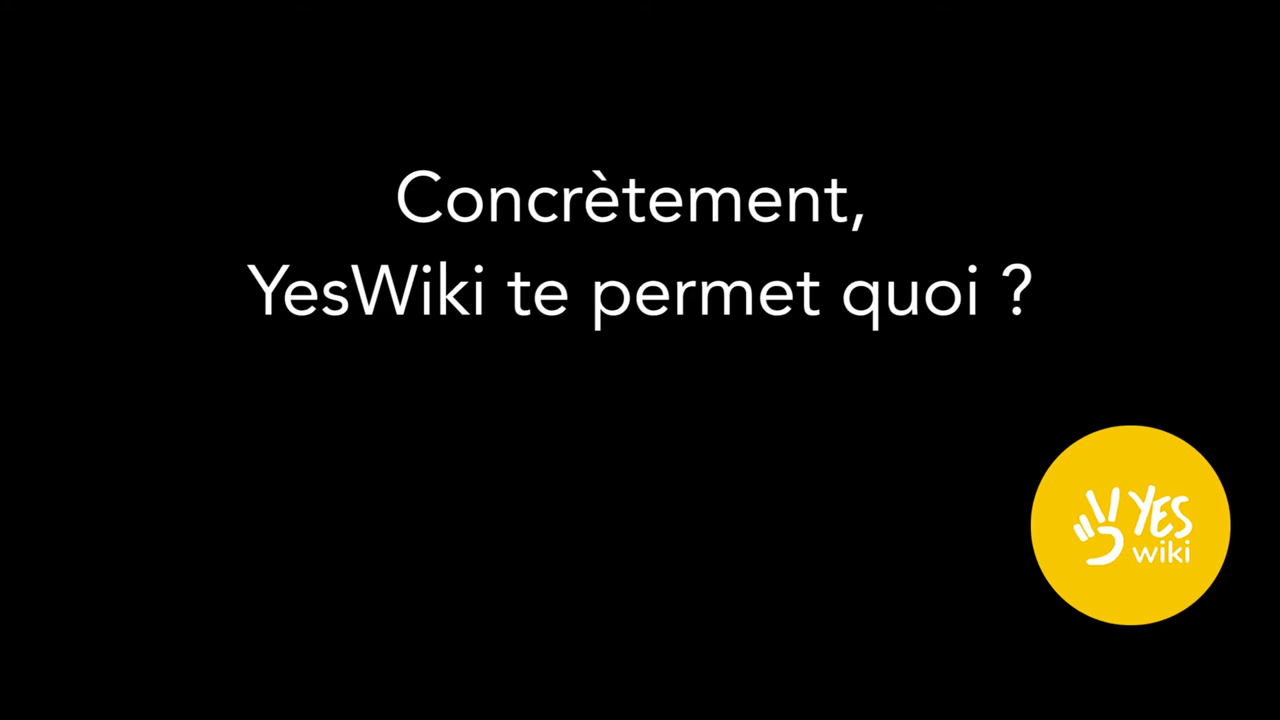 Concrètement,
YesWiki te permet quoi ?
YES
wiki